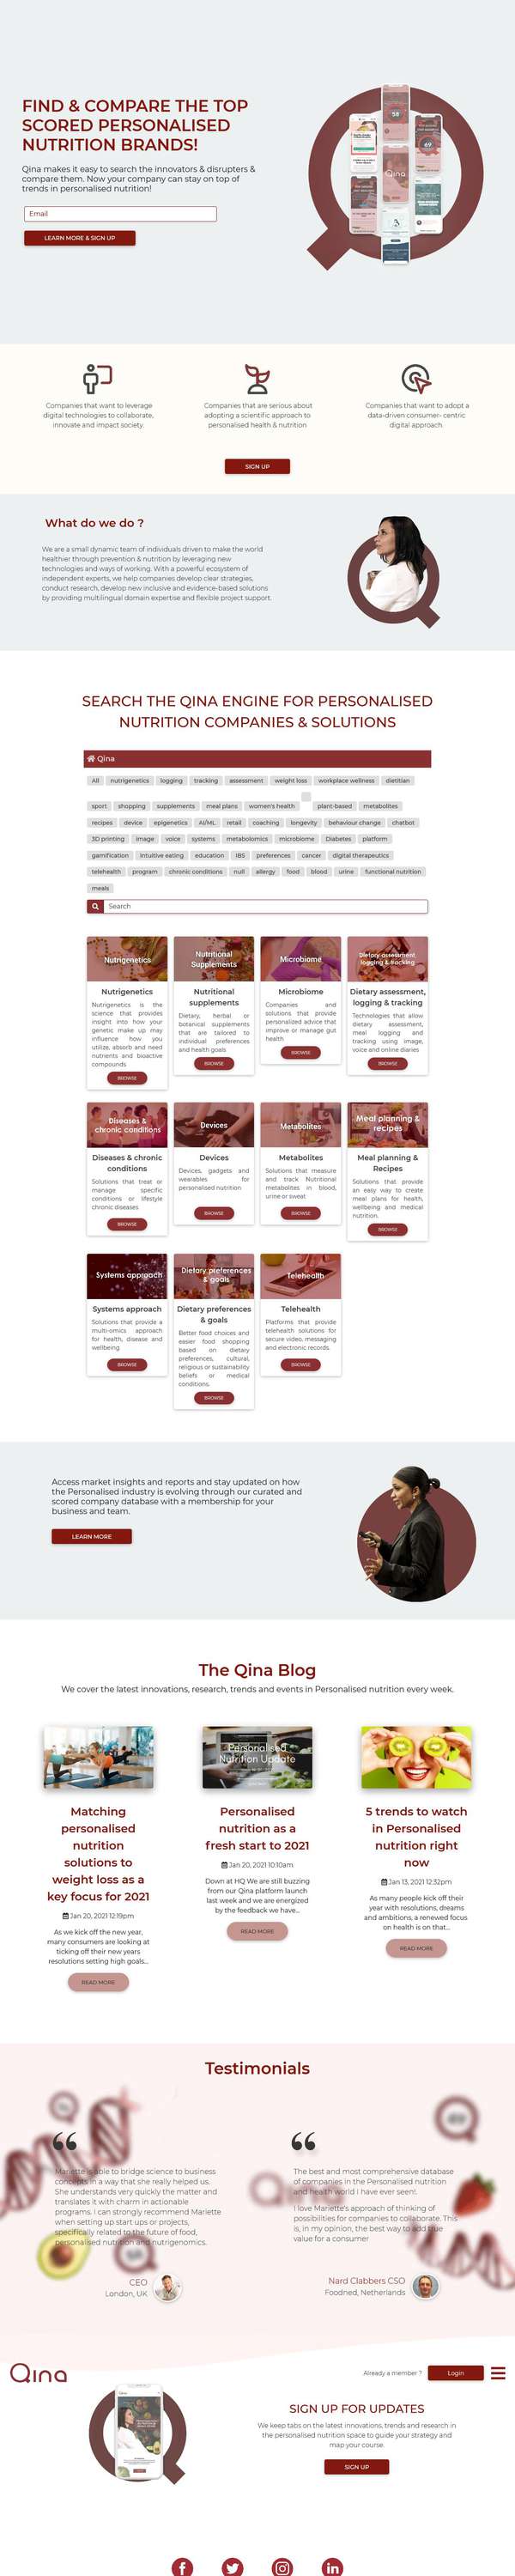 FIND & COMPARE THE TOP
SCORED PERSONALISED
NUTRITION BRANDS!
Qina makes it easy to search the innovators & disrupters &
compare them. Now your company can stay on top of
trends in personalised nutrition!
Email
LEARN MORE & SIGN UP
58
69
Qina
Companies that want to leverage
digital technologies to collaborate,
innovate and impact society.
Companies that are serious about
adopting a scientific approach to
personalised health & nutrition
Companies that want to adopt a
data-driven consumer- centric
digital approach
SIGN UP
What do we do ?
We are a small dynamic team of individuals driven to make the world
healthier through prevention & nutrition by leveraging new
technologies and ways of working. With a powerful ecosystem of
independent experts, we help companies develop clear strategies,
conduct research, develop new inclusive and evidence-based solutions
by providing multilingual domain expertise and flexible project support.
SEARCH THE QINA ENGINE FOR PERSONALISED
NUTRITION COMPANIES & SOLUTIONS
Qina
All nutrigenetics logging tracking assessment weight loss workplace wellness dietitian
sport shopping supplements meal plans women's health plant-based metabolites
recipes device epigenetics AI/ML retail coaching longevity behaviour change chatbot
3D printing image voice systems metabolomics microbiome Diabetes platform
gamification intuitive eating education IBS preferences cancer digital therapeutics
telehealth program chronic conditions null allergy food blood urine functional nutrition
meals
Search
Nutrigenetics
Nutrigenetics
Nutrigenetics is the
science that provides
insight into how your
genetic make up may
influence how you
utilize, absorb and need
nutrients and bioactive
compounds.
BROWSE
Nutritional
Supplements
Nutritional
supplements
Dietary, herbal or
botanical supplements
that are tailored to
individual preferences
and health goals
BROWSE
Microbiome
Microbiome
Companies and
solutions that provide
personalized advice that
improve or manage gut
health
BROWSE
Dietary assessment,
logging & tracking
Dietary assessment,
logging & tracking
Technologies that allow
dietary assessment,
meal logging and
tracking using image,
voice and online diaries
BROWSE
Diseases &
chronic conditions
Diseases & chronic
conditions
Solutions that treat or
manage specific
conditions or lifestyle
chronic diseases
BROWSE
Devices
Devices
Devices, gadgets and
wearables for
personalised nutrition
BROWSE
Metabolites
Metabolites
Solutions that measure
and track Nutritional
metabolites in blood,
urine or sweat
BROWSE
Meal planning &
recipes
Meal planning &
Recipes
Solutions that provide
an easy way to create
meal plans for health,
wellbeing and medical
nutrition.
BROWSE
Systems approach
Systems approach
Solutions that provide a
multi-omics approach
for health, disease and
wellbeing
BROWSE
Dietary preferences
& goals
Dietary preferences
& goals
Better food choices and
easier food shopping
based on dietary
preferences, cultural,
religious or sustainability
beliefs or medical
conditions.
BROWSE
Telehealth
Telehealth
Platforms that provide
telehealth solutions for
secure video, messaging
and electronic records.
BROWSE
Access market insights and reports and stay updated on how
the Personalised industry is evolving through our curated and
scored company database with a membership for your
business and team.
LEARN MORE
The Qina Blog
We cover the latest innovations, research, trends and events in Personalised nutrition every week.
Matching
personalised
nutrition
solutions to
weight loss as a
key focus for 2021
Jan 20, 2021 12:19pm
As we kick off the new year,
many consumers are looking at
ticking off their new years
resolutions setting high goals...
READ MORE
Personalised
Nutrition Update
Personalised
nutrition as a
fresh start to 2021
Jan 20, 2021 10:10am
Down at HQ We are still buzzing
from our Qina platform launch
last week and we are energized
by the feedback we have...
READ MORE
5 trends to watch
in Personalised
nutrition right
now
Jan 13, 2021 12:32pm
As many people kick off their
year with resolutions, dreams
and ambitions, a renewed focus
on health is on that...
READ MORE
Testimonials
Mariette is able to bridge science to business
concepts in a way that she really helped us.
She understands very quickly the matter and
translates it with charm in actionable
programs. I can strongly recommend Mariette
when setting up start ups or projects,
specifically related to the future of food,
personalised nutrition and nutrigenomics.
CEO
London, UK
The best and most comprehensive database
of companies in the Personalised nutrition
and health world I have ever seen!.
I love Mariette's approach of thinking of
possibilities for companies to collaborate. This
is, in my opinion, the best way to add true
value for a consumer
Nard Clabbers CSO
Foodned, Netherlands
Qina
Already a member ?
Login
SIGN UP FOR UPDATES
We keep tabs on the latest innovations, trends and research in
the personalised nutrition space to guide your strategy and
map your course.
SIGN UP